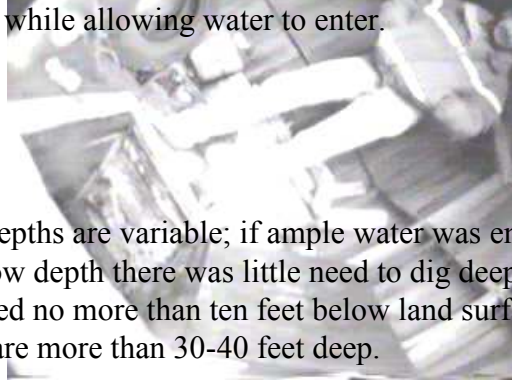 while allowing water to enter.
epths are variable; if ample water was en
ow depth there was little need to dig deep
ed no more than ten feet below land surf
are more than 30-40 feet deep.